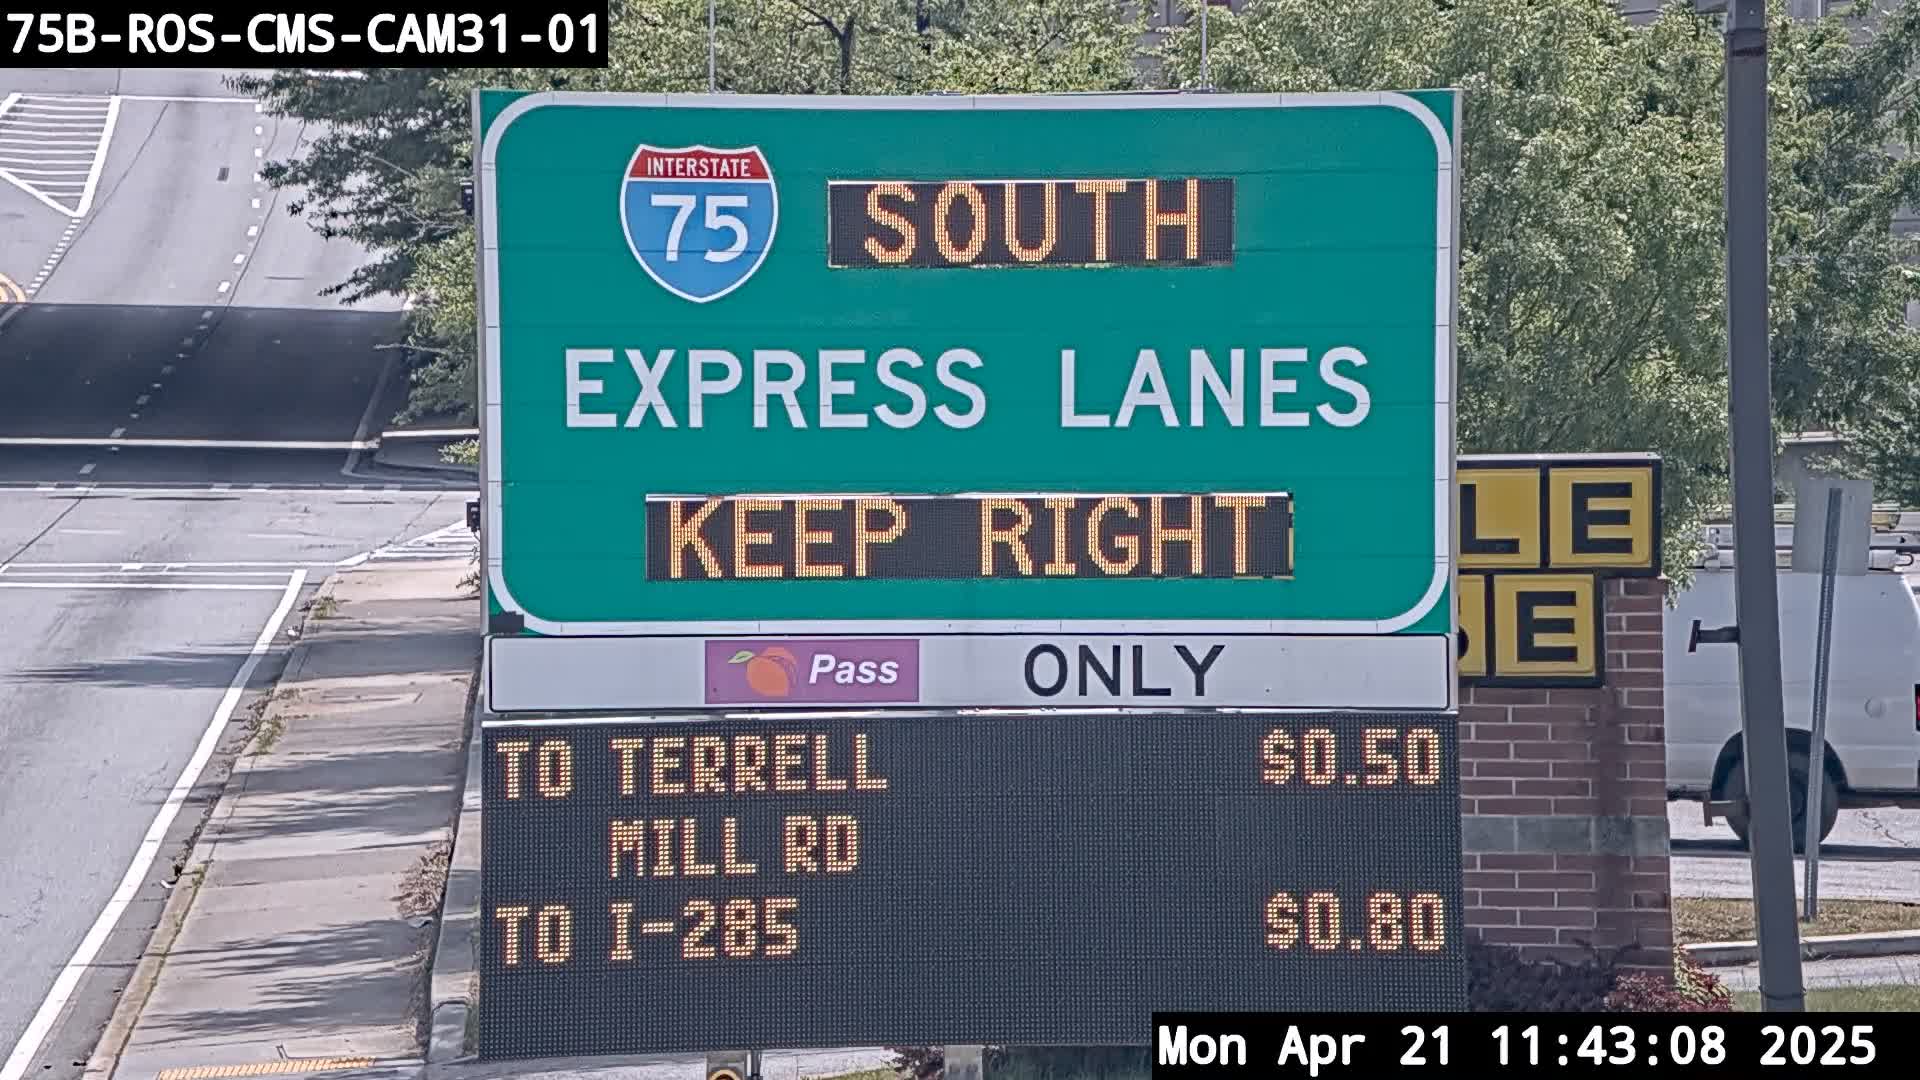 75B-ROS-CMS-CAM31-01
INTERSTATE
75
SOUTH
EXPRESS LANES
KEEP RIGHT
Pass ONLY
TO TERRELL $0.50
MILL RD
TO I-285 $0.80
LE
E
Mon Apr 21 11:43:08 2025